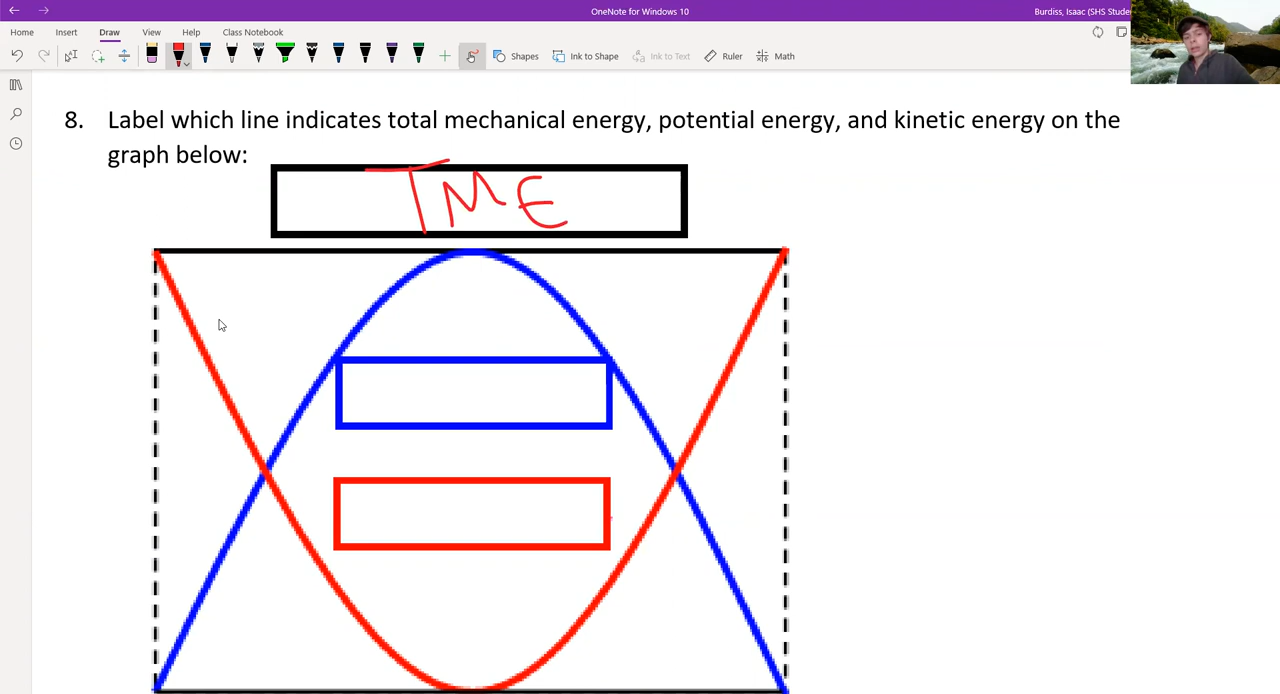 OneNote for Windows 10
Burdiss, Isaac (SHS Stude
Home Insert Draw View Help Class Notebook
Shapes Ink to Shape Ink to Text Ruler Math
8. Label which line indicates total mechanical energy, potential energy, and kinetic energy on the
graph below:
TME